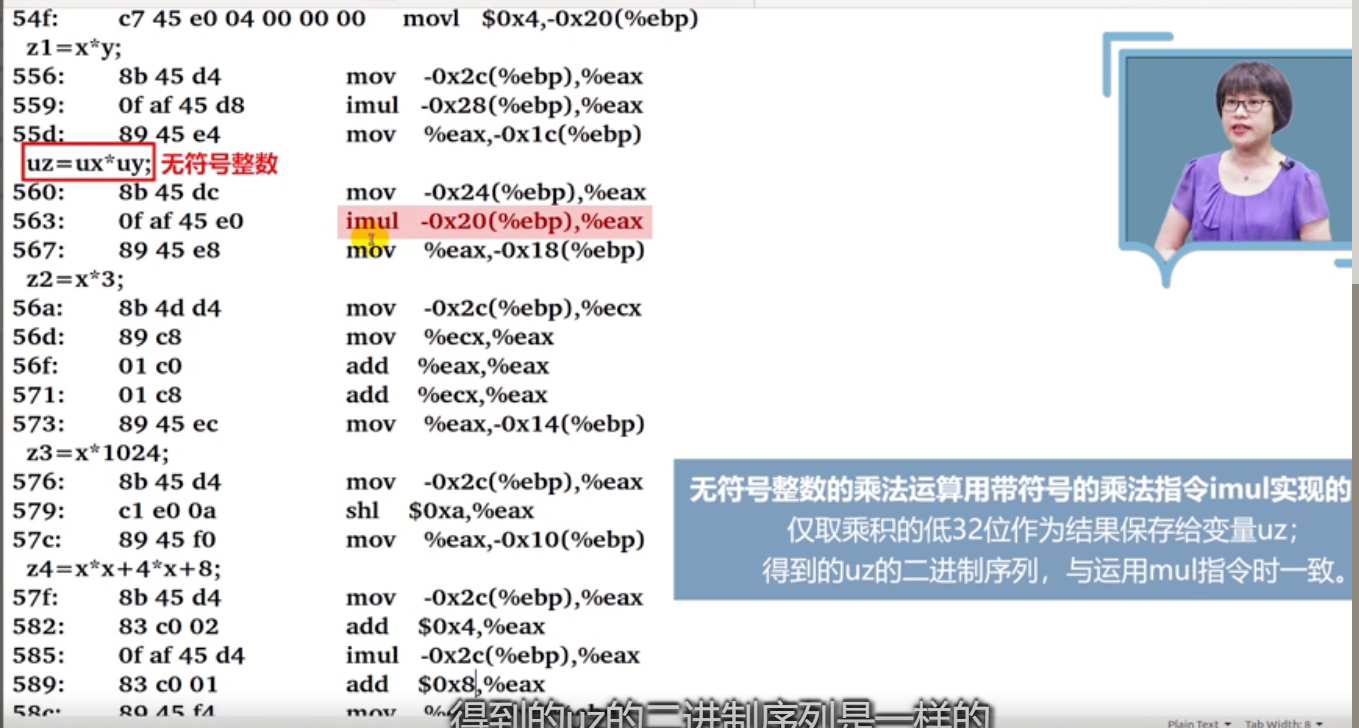 54f: c7 45 e0 04 00 00 00 movl $0x4,-0x20(%ebp)
z1=x*y;
556: 8b 45 d4 mov -0x2c(%ebp),%eax
559: 0f af 45 d8 imul -0x28(%ebp),%eax
55d: 89 45 e4 mov %eax,-0x1c(%ebp)
uz=ux*uy; 无符号整数
560: 8b 45 dc mov -0x24(%ebp),%eax
563: 0f af 45 e0 imul -0x20(%ebp),%eax
567: 89 45 e8 mov %eax,-0x18(%ebp)
z2=x*3;
56a: 8b 4d d4 mov -0x2c(%ebp),%ecx
56d: 89 c8 mov %ecx,%eax
56f: 01 c0 add %eax,%eax
571: 01 c8 add %ecx,%eax
573: 89 45 ec mov %eax,-0x14(%ebp)
z3=x*1024;
576: 8b 45 d4 mov -0x2c(%ebp),%eax
579: c1 e0 0a shl $0xa,%eax
57c: 89 45 f0 mov %eax,-0x10(%ebp)
z4=x*x+4*x+8;
57f: 8b 45 d4 mov -0x2c(%ebp),%eax
582: 83 c0 02 add $0x4,%eax
585: 0f af 45 d4 imul -0x2c(%ebp),%eax
589: 83 c0 01 add $0x8,%eax
58c: 89 45 f4 mov
无符号整数的乘法运算用带符号的乘法指令imul实现的
仅取乘积的低32位作为结果保存给变量uz；
得到的uz的二进制序列，与运用mul指令时一致。
得到的uz的二进制序列是一样的
Plain Text Tab Width: 8